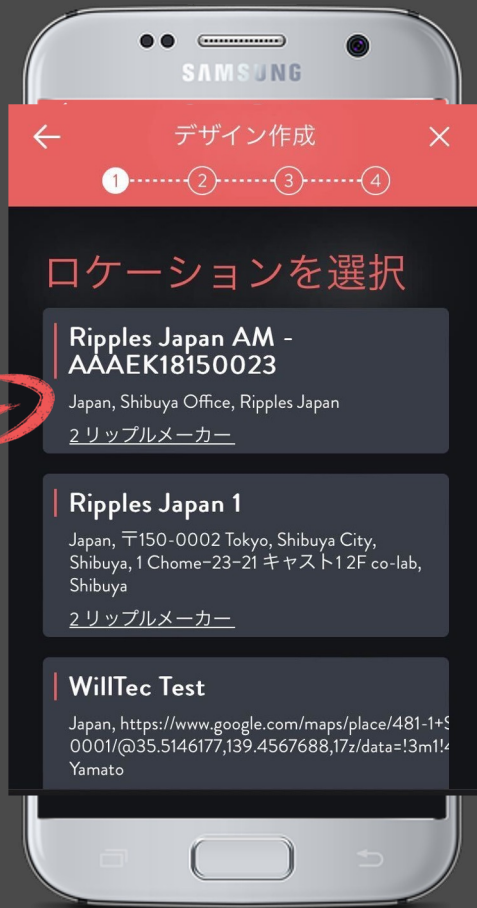 SAMSUNG
デザイン作成
1 2 3 4
ロケーションを選択
Ripples Japan AM -
AAAEK18150023
Japan, Shibuya Office, Ripples Japan
2 リップルメーカー
Ripples Japan 1
Japan, 〒150-0002 Tokyo, Shibuya City,
Shibuya, 1 Chome−23−21 キャスト1 2F co-lab,
Shibuya
2 リップルメーカー
WillTec Test
Japan, https://www.google.com/maps/place/481-1+S
0001/@35.5146177,139.4567688,17z/data=!3m1!4
Yamato